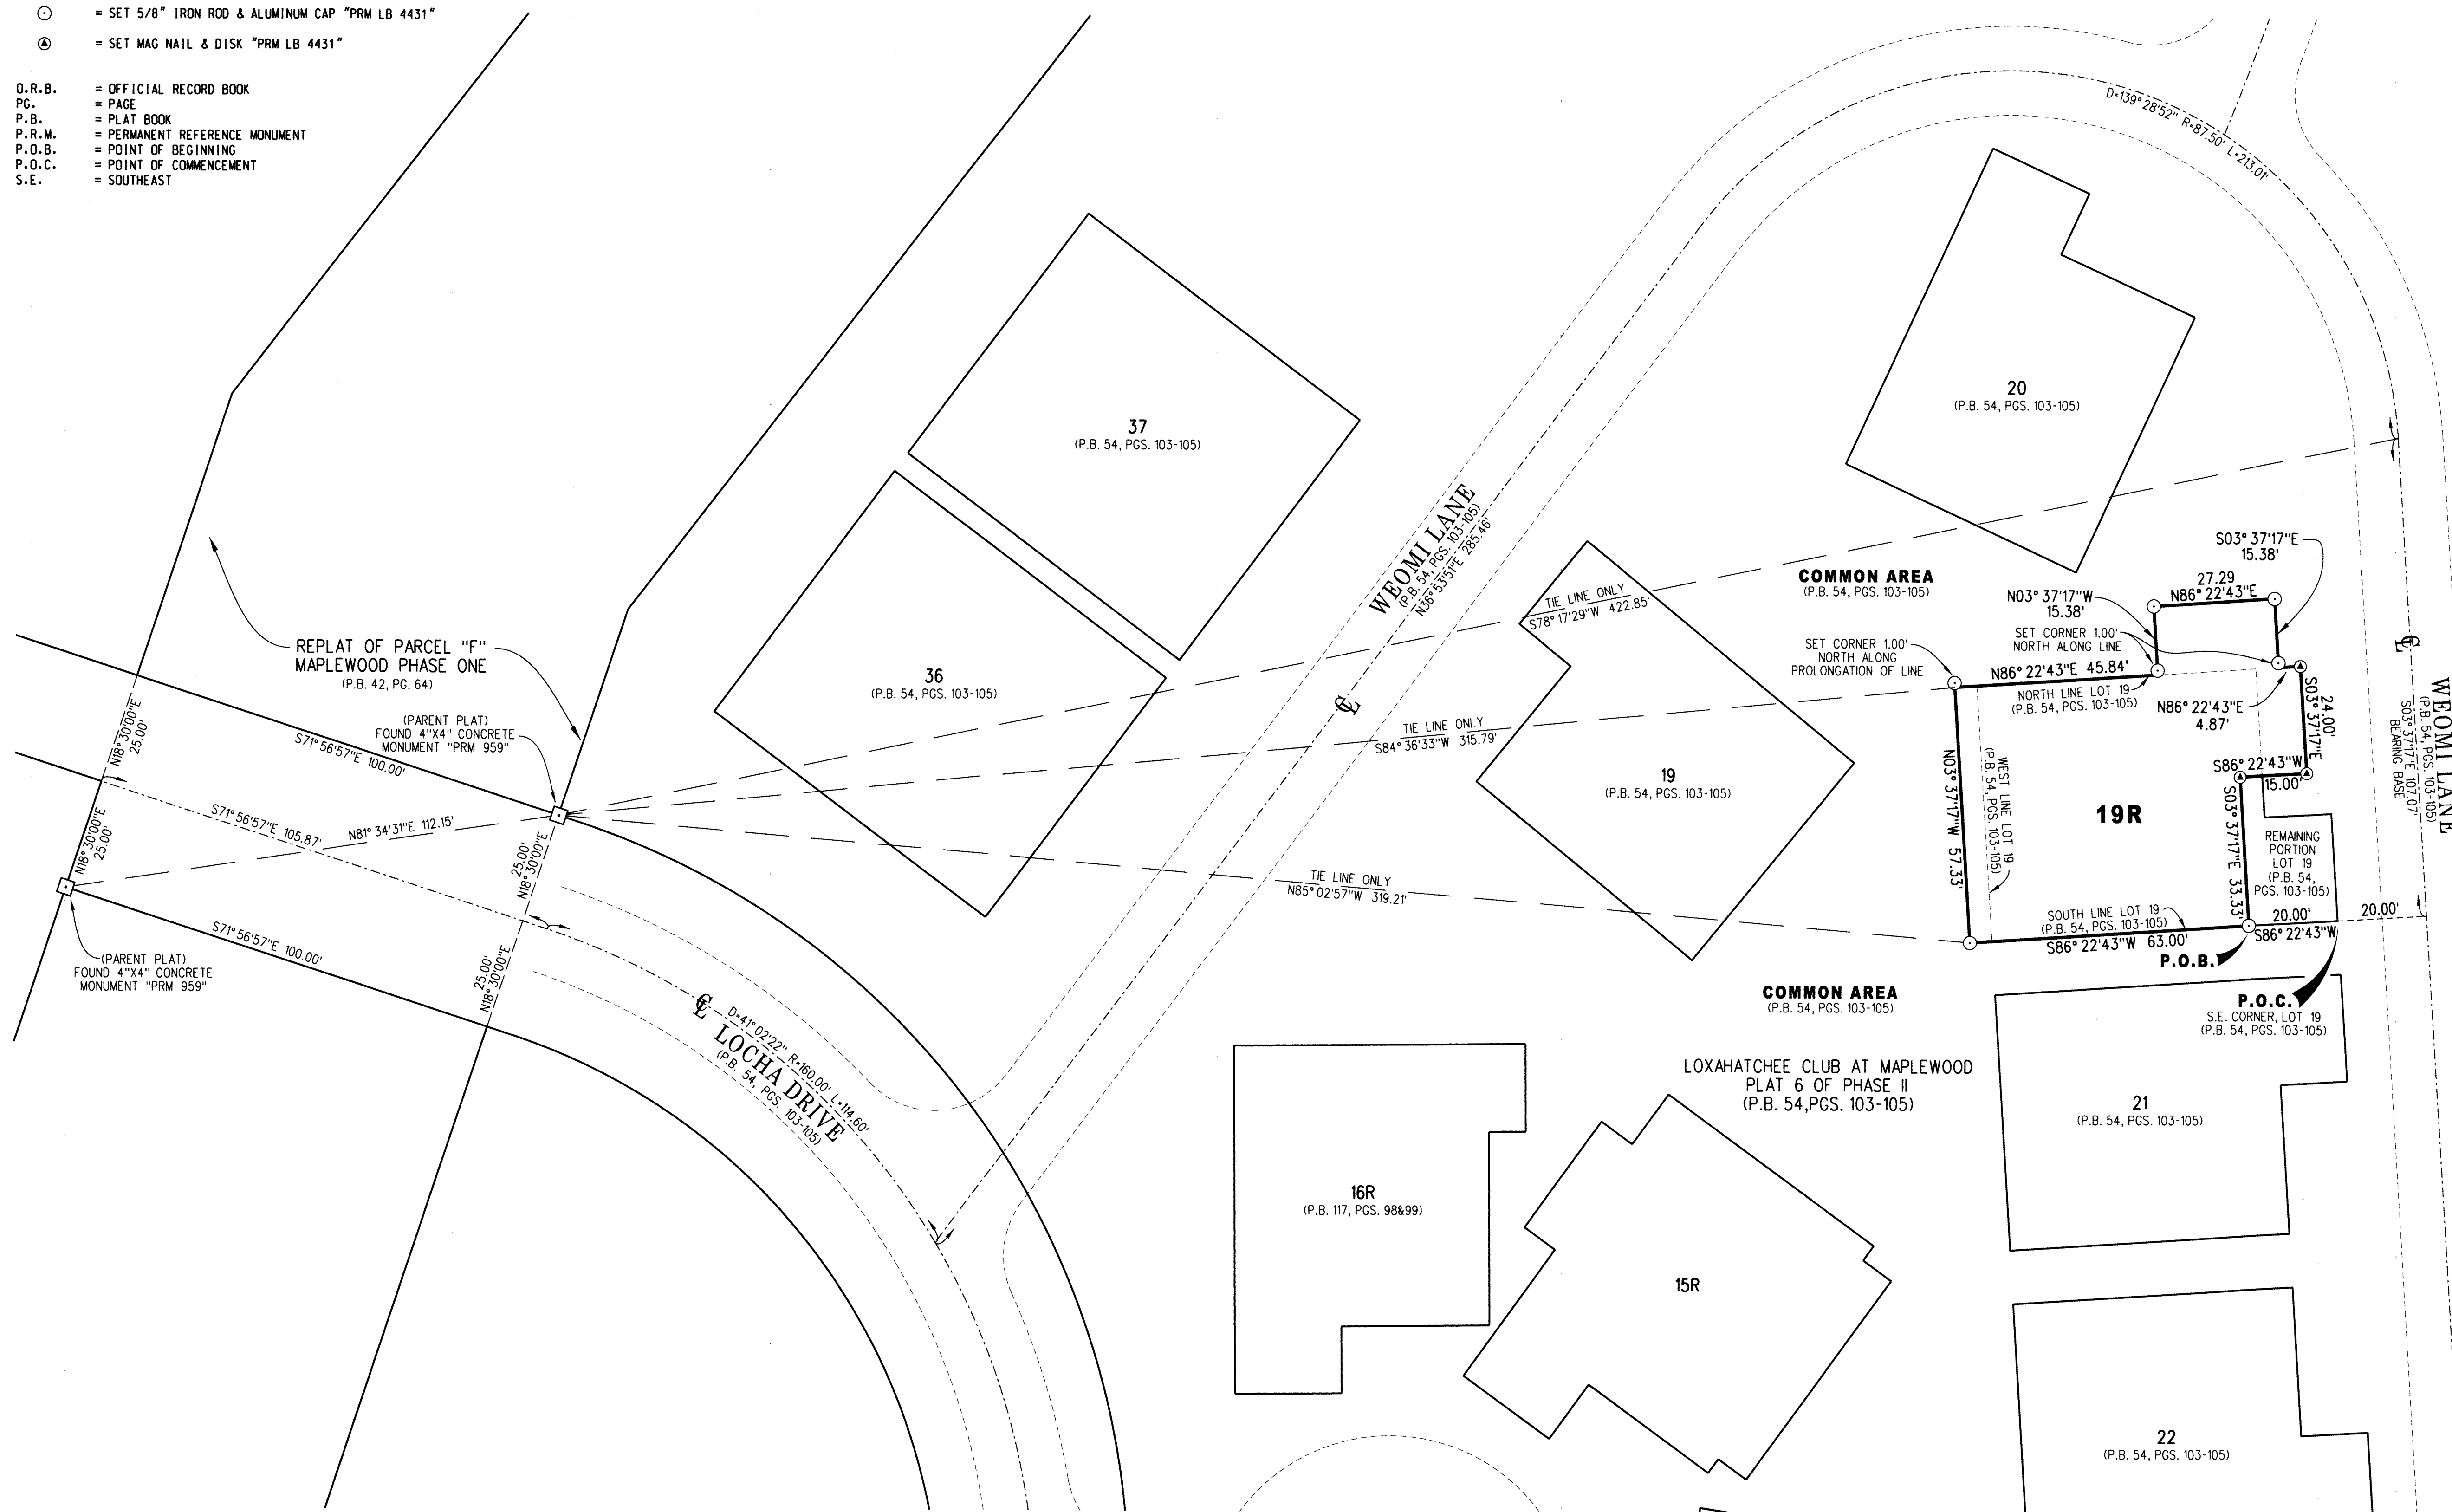 = SET 5/8" IRON ROD & ALUMINUM CAP "PRM LB 4431"
= SET MAG NAIL & DISK "PRM LB 4431"
O.R.B. = OFFICIAL RECORD BOOK
PG. = PAGE
P.B. = PLAT BOOK
P.R.M. = PERMANENT REFERENCE MONUMENT
P.O.B. = POINT OF BEGINNING
P.O.C. = POINT OF COMMENCEMENT
S.E. = SOUTHEAST
REPLAT OF PARCEL "F"
MAPLEWOOD PHASE ONE
(P.B. 42, PG. 64)
(PARENT PLAT)
FOUND 4"X4" CONCRETE
MONUMENT "PRM 959"
N18°30'00"E
25.00'
S71°56'57"E 100.00'
S71°56'57"E 105.87'
N81°34'31"E 112.15'
N18°30'00"E
25.00'
S71°56'57"E 100.00'
(PARENT PLAT)
FOUND 4"X4" CONCRETE
MONUMENT "PRM 959"
25.00'
N18°30'00"E
25.00'
N18°30'00"E
℄
D=41°02'22" R=160.00' L=114.60'
LOCHA DRIVE
(P.B. 54, PGS. 103-105)
37
(P.B. 54, PGS. 103-105)
36
(P.B. 54, PGS. 103-105)
WEOMI LANE
(P.B. 54, PGS. 103-105)
N36°53'51"E 285.46'
℄
TIE LINE ONLY
S78°17'29"W 422.85'
TIE LINE ONLY
S84°36'33"W 315.79'
TIE LINE ONLY
N85°02'57"W 319.21'
19
(P.B. 54, PGS. 103-105)
20
(P.B. 54, PGS. 103-105)
D=139°28'52" R=87.50' L=213.01'
COMMON AREA
(P.B. 54, PGS. 103-105)
S03°37'17"E
15.38'
27.29
N86°22'43"E
N03°37'17"W
15.38'
SET CORNER 1.00'
NORTH ALONG LINE
SET CORNER 1.00'
NORTH ALONG
PROLONGATION OF LINE
N86°22'43"E 45.84'
NORTH LINE LOT 19
(P.B. 54, PGS. 103-105)
N86°22'43"E
4.87'
24.00'
S03°37'17"E
S86°22'43"W
15.00'
N03°37'17"W 57.33'
WEST LINE LOT 19
(P.B. 54, PGS. 103-105)
19R
S03°37'17"E 33.33'
REMAINING
PORTION
LOT 19
(P.B. 54,
PGS. 103-105)
SOUTH LINE LOT 19
(P.B. 54, PGS. 103-105)
S86°22'43"W 63.00'
20.00'
S86°22'43"W
20.00'
P.O.B.
P.O.C.
S.E. CORNER, LOT 19
(P.B. 54, PGS. 103-105)
℄
WEOMI LANE
(P.B. 54, PGS. 103-105)
S03°37'17"E 107.07'
BEARING BASE
COMMON AREA
(P.B. 54, PGS. 103-105)
LOXAHATCHEE CLUB AT MAPLEWOOD
PLAT 6 OF PHASE II
(P.B. 54,PGS. 103-105)
16R
(P.B. 117, PGS. 98&99)
15R
21
(P.B. 54, PGS. 103-105)
22
(P.B. 54, PGS. 103-105)